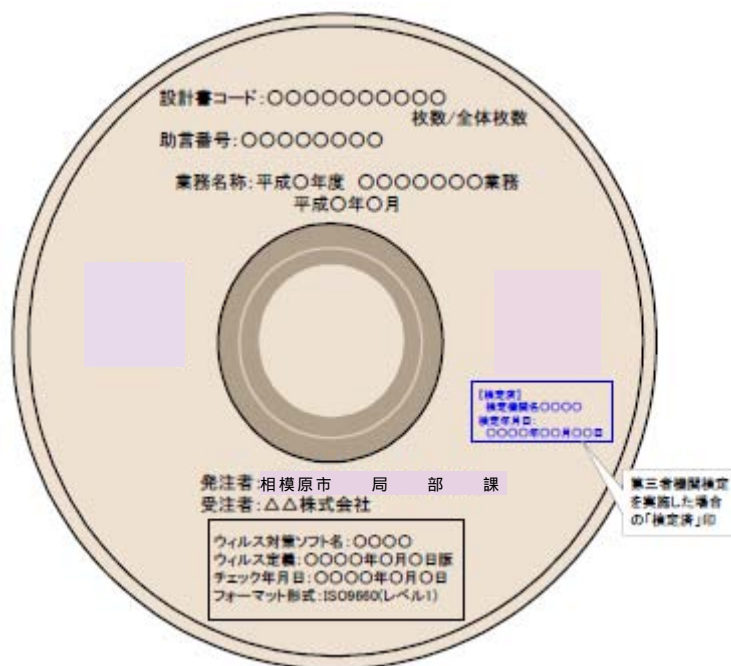 設計書コード:○○○○○○○○○○
枚数/全体枚数
助言番号:○○○○○○○○
業務名称:平成○年度 ○○○○○○○業務
平成○年○月
[検定済]
検定機関名○○○○
検定年月日:
○○○○年○○月○○日
発注者:相模原市 局 部 課
受注者:△△株式会社
第三者機関検定
を実施した場合
の「検定済」印
ウィルス対策ソフト名:○○○○
ウィルス定義:○○○○年○月○日版
チェック年月日:○○○○年○月○日
フォーマット形式:ISO9660(レベル1)